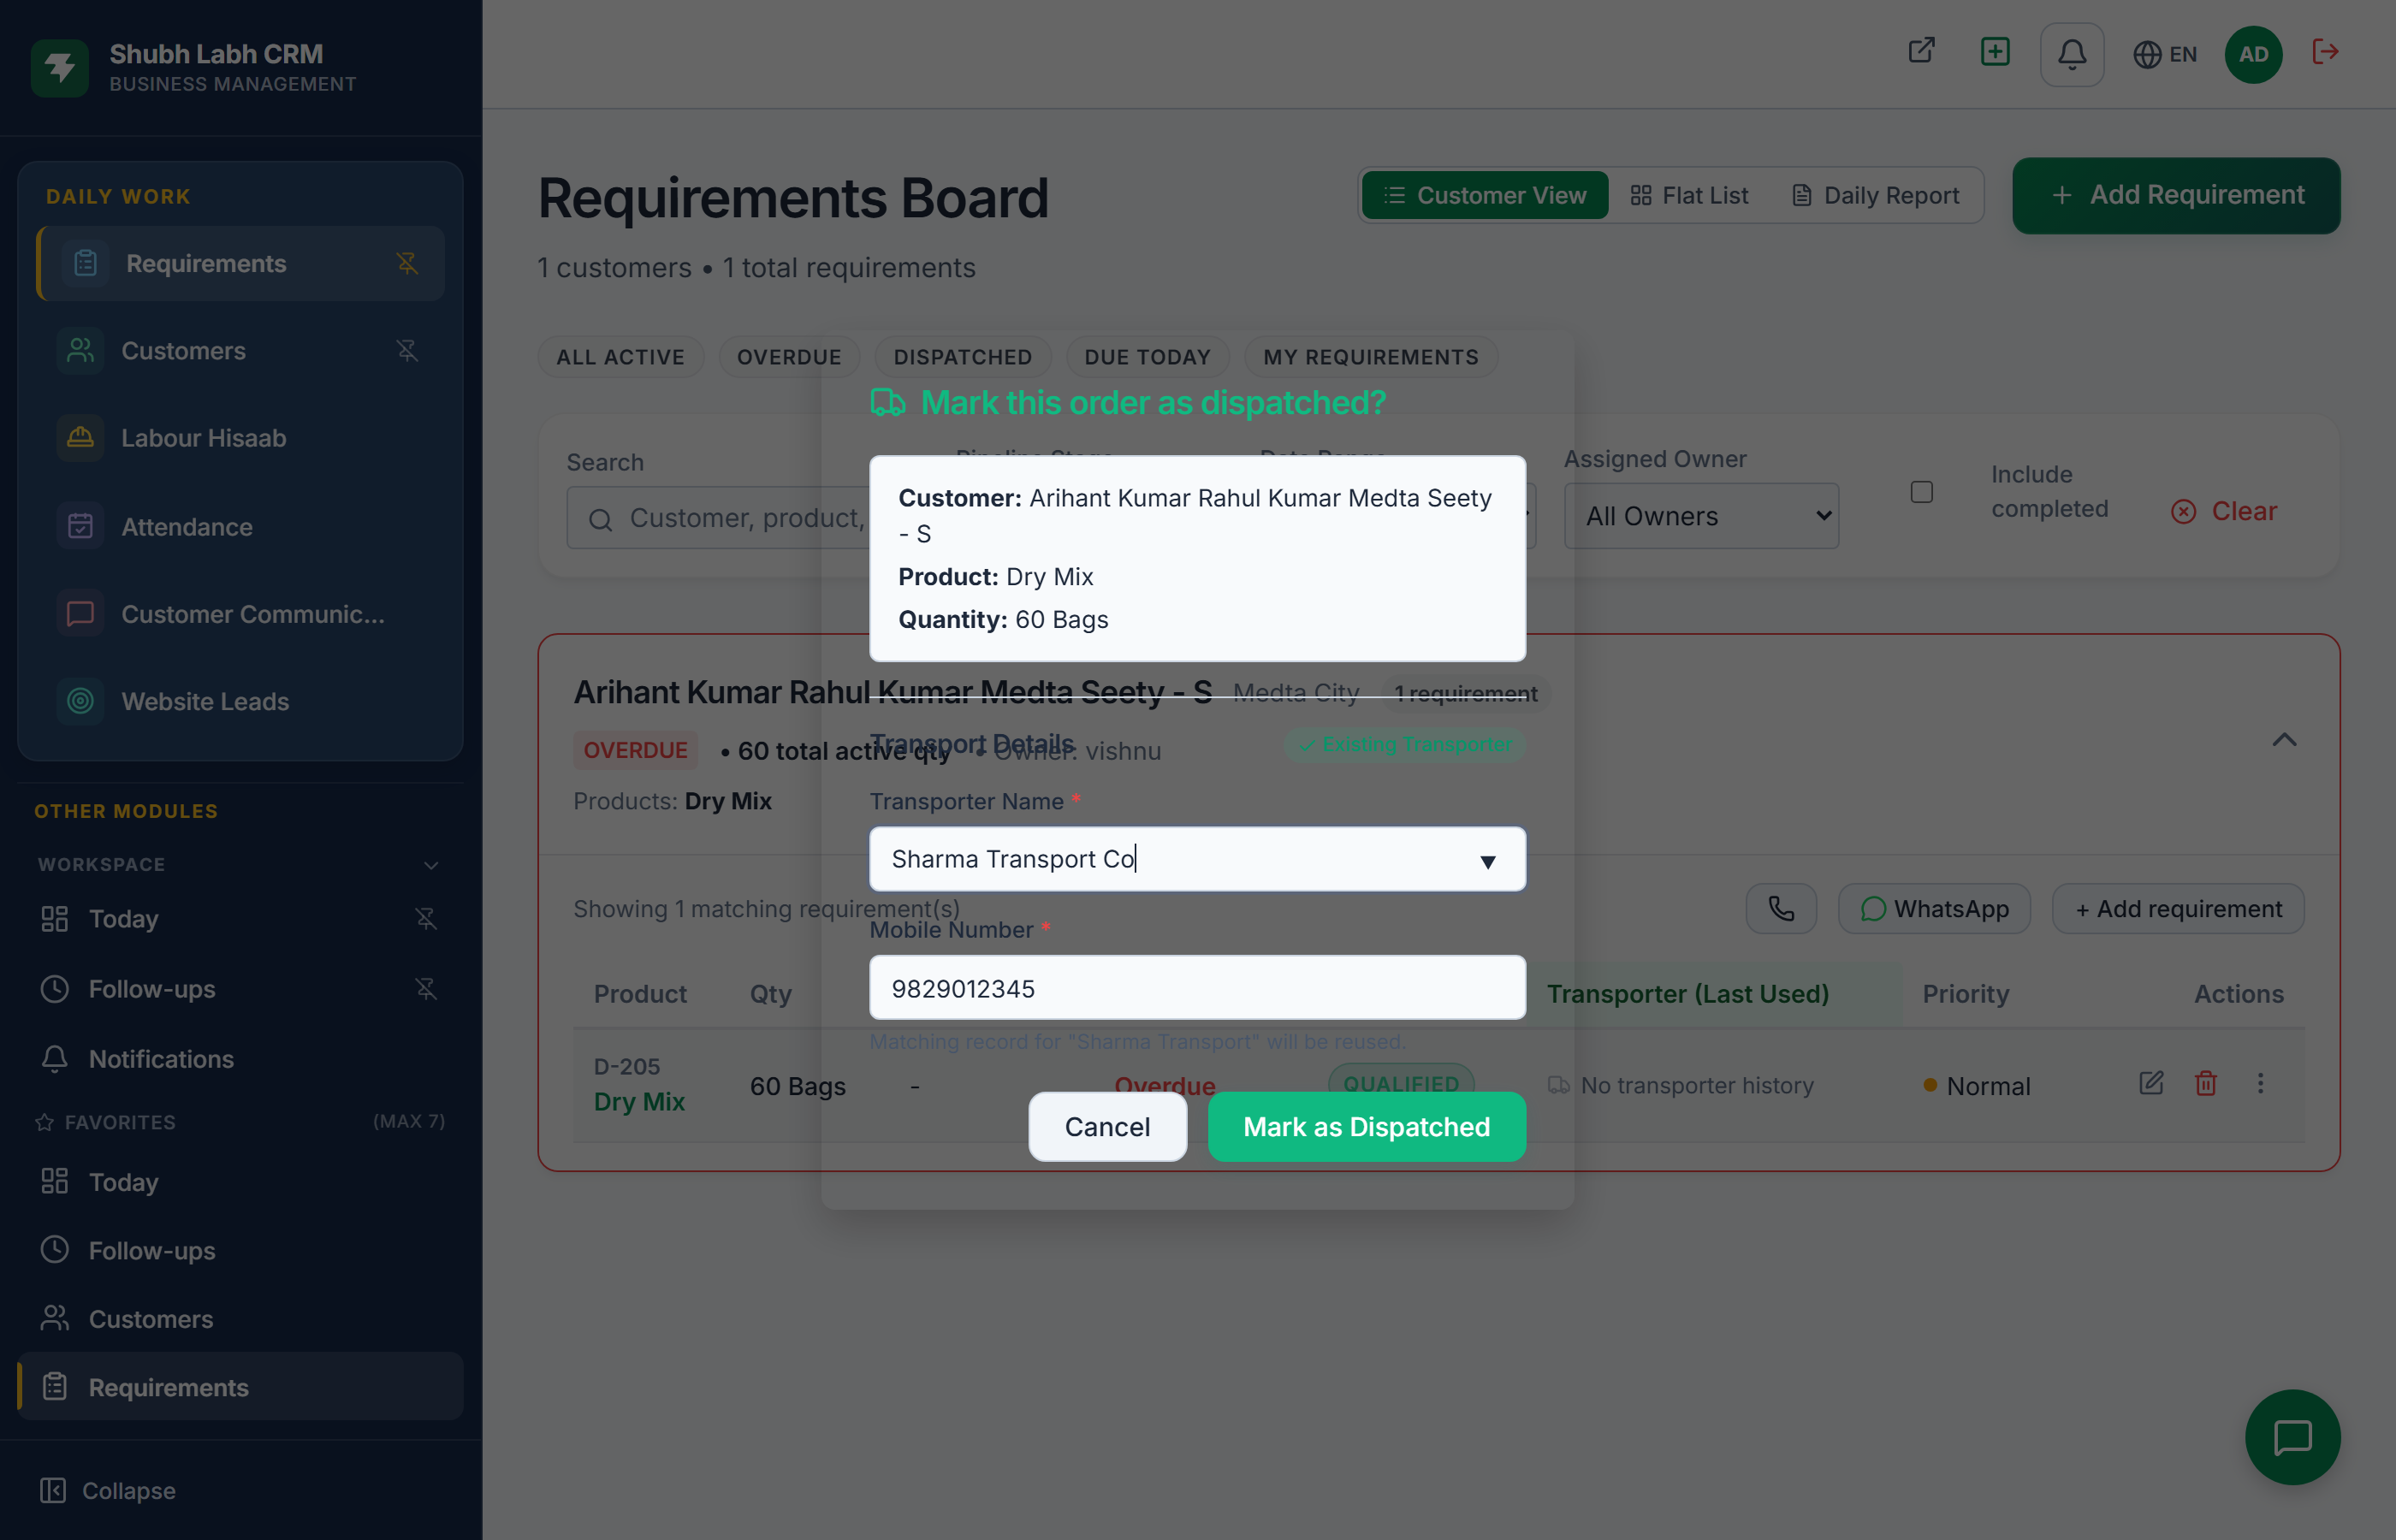 Shubh Labh CRM
BUSINESS MANAGEMENT
DAILY WORK
Requirements
Customers
Labour Hisaab
Attendance
Customer Communic...
Website Leads
OTHER MODULES
WORKSPACE
Today
Follow-ups
Notifications
FAVORITES (MAX 7)
Today
Follow-ups
Customers
Requirements
Collapse
EN AD
Requirements Board
Customer View Flat List Daily Report + Add Requirement
1 customers • 1 total requirements
ALL ACTIVE OVERDUE DISPATCHED DUE TODAY MY REQUIREMENTS
Search Pipeline Stage Date Range Assigned Owner
Customer, product, All Owners Include completed Clear
Arihant Kumar Rahul Kumar Medta Seety - S Medta City 1 requirement
OVERDUE • 60 total active qty • Owner: vishnu
Products: Dry Mix
Showing 1 matching requirement(s) WhatsApp + Add requirement
Product Qty Transporter (Last Used) Priority Actions
D-205
Dry Mix 60 Bags - Overdue QUALIFIED No transporter history Normal
Mark this order as dispatched?
Customer: Arihant Kumar Rahul Kumar Medta Seety
- S
Product: Dry Mix
Quantity: 60 Bags
Transport Details ✓ Existing Transporter
Transporter Name *
Sharma Transport Co
Mobile Number *
9829012345
Matching record for "Sharma Transport" will be reused.
Cancel Mark as Dispatched